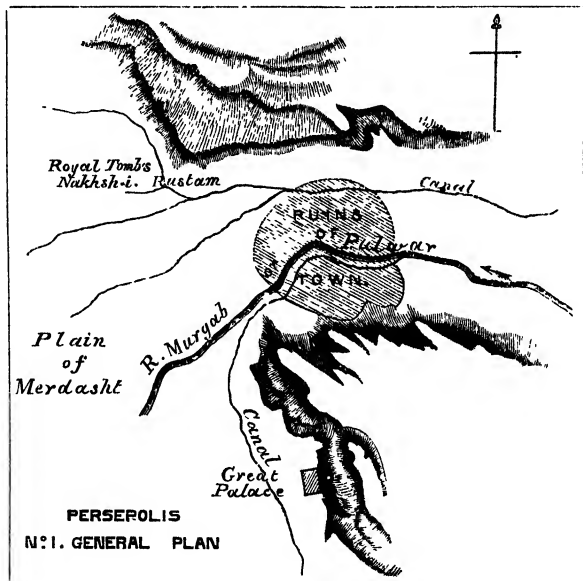 Royal Tombs
Nakhsh-i. Rustam
Canal
RUINS
OF
Pulwar
TOWN.
R. Murgab
Plain
of
Merdasht
Canal
Great
Palace
PERSEPOLIS
Nº 1. GENERAL PLAN